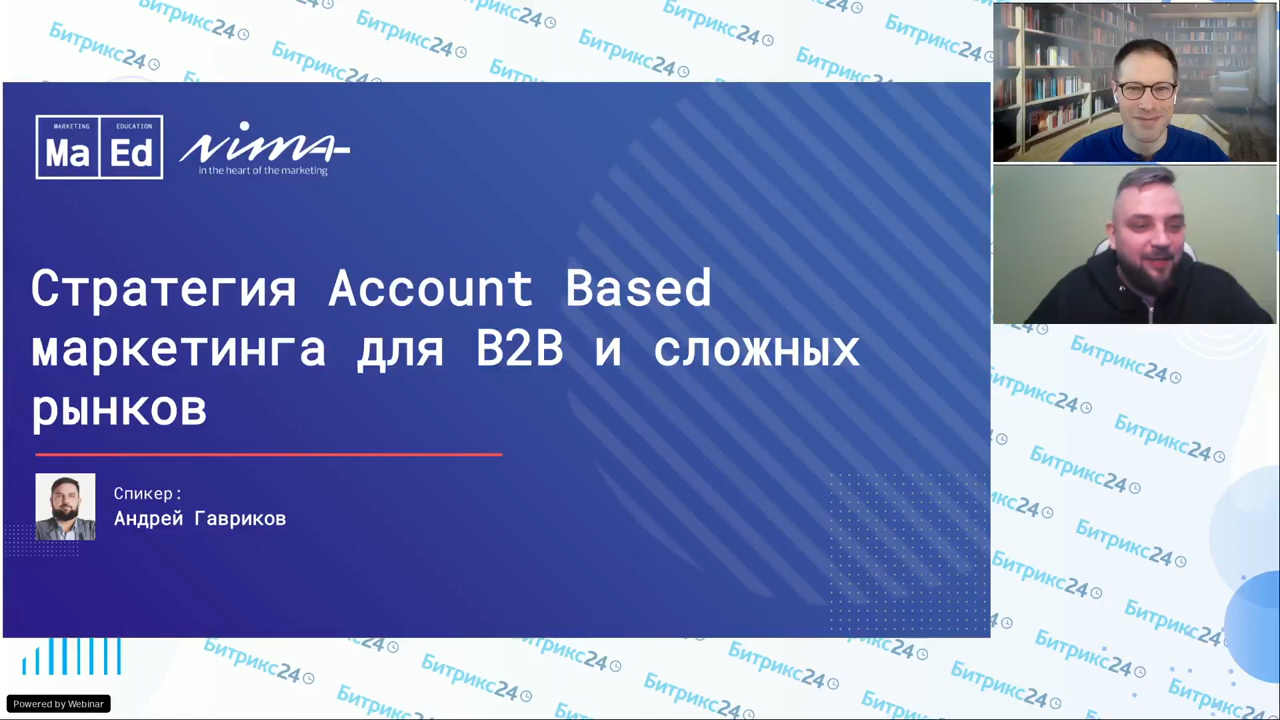 Битрикс24
MARKETING EDUCATION
Ma Ed
NIMA
in the heart of the marketing
Стратегия Account Based
маркетинга для B2B и сложных
рынков
Спикер:
Андрей Гавриков
Powered by Webinar